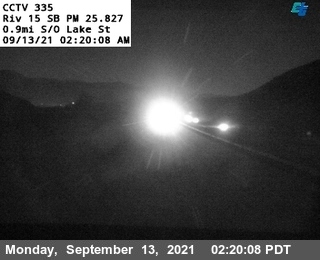 CCTV 335
Riv 15 SB PM 25.827
0.9mi S/O Lake St
09/13/21 02:20:08 AM
Monday, September 13, 2021 02:20:08 PDT